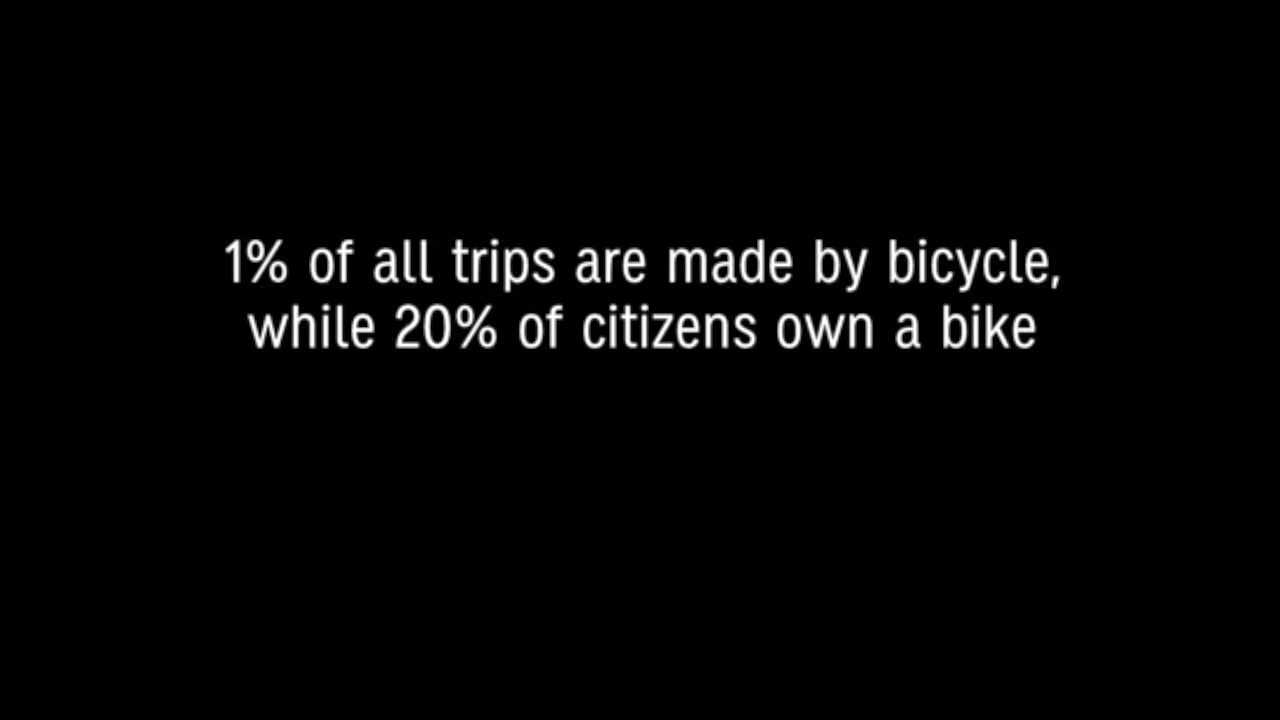 1% of all trips are made by bicycle,
while 20% of citizens own a bike